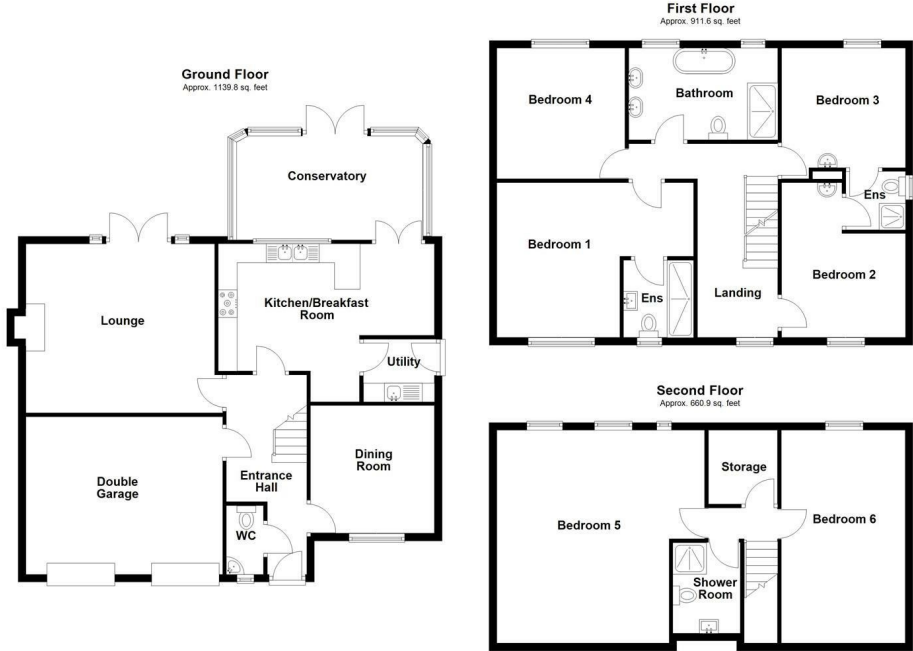 Ground Floor
Approx. 1139.8 sq. feet
Conservatory
Lounge
Kitchen/Breakfast
Room
Utility
Double
Garage
Entrance
Hall
Dining
Room
WC
First Floor
Approx. 911.6 sq. feet
Bedroom 4
Bathroom
Bedroom 3
Ens
Bedroom 1
Ens
Landing
Bedroom 2
Second Floor
Approx. 660.9 sq. feet
Storage
Bedroom 5
Bedroom 6
Shower
Room